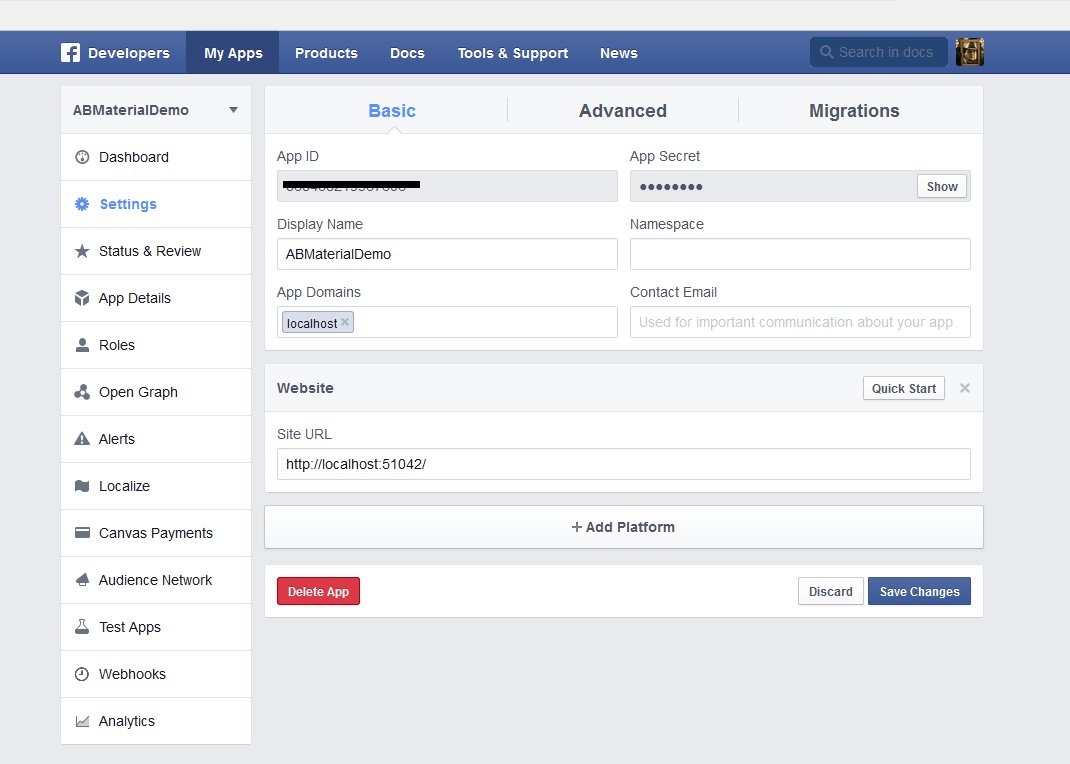 Developers My Apps Products Docs Tools & Support News Search in docs
ABMaterialDemo
Dashboard
Settings
Status & Review
App Details
Roles
Open Graph
Alerts
Localize
Canvas Payments
Audience Network
Test Apps
Webhooks
Analytics
Basic Advanced Migrations
App ID
App Secret
Show
Display Name
ABMaterialDemo
Namespace
App Domains
localhost
Contact Email
Used for important communication about your app
Website
Quick Start
Site URL
http://localhost:51042/
+ Add Platform
Delete App
Discard
Save Changes